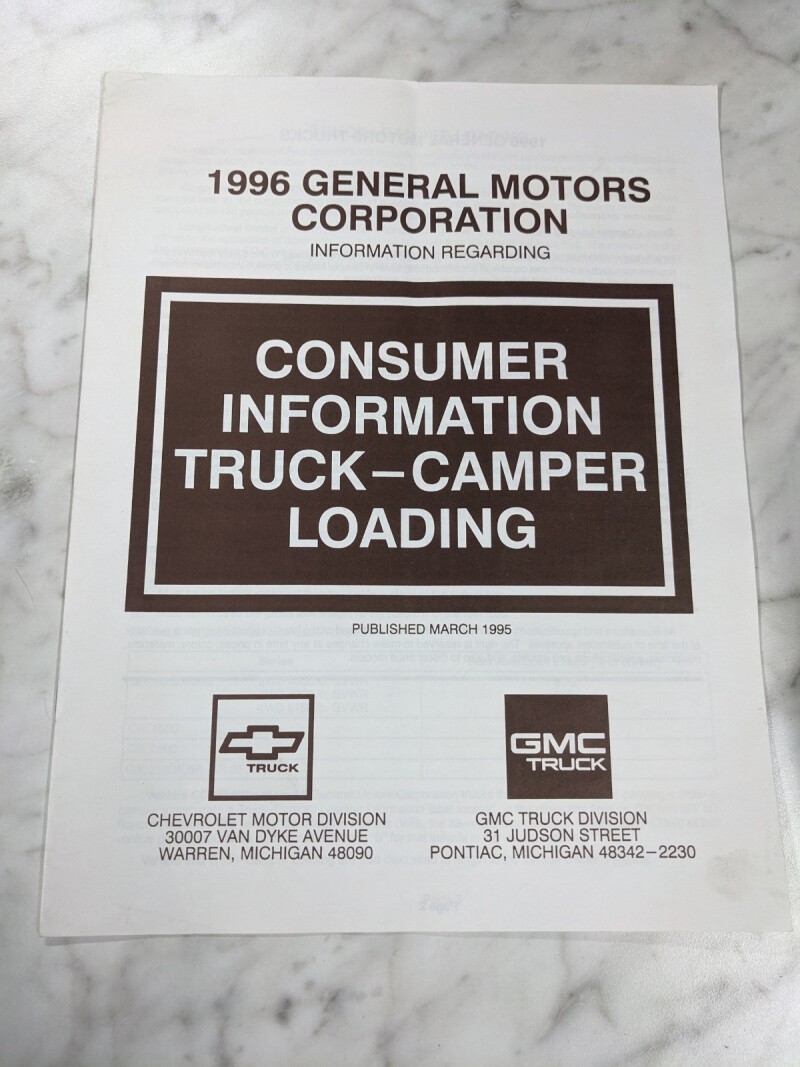 1996 GENERAL MOTORS
CORPORATION
INFORMATION REGARDING
CONSUMER
INFORMATION
TRUCK–CAMPER
LOADING
PUBLISHED MARCH 1995
TRUCK
GMC
TRUCK
CHEVROLET MOTOR DIVISION
30007 VAN DYKE AVENUE
WARREN, MICHIGAN 48090
GMC TRUCK DIVISION
31 JUDSON STREET
PONTIAC, MICHIGAN 48342–2230